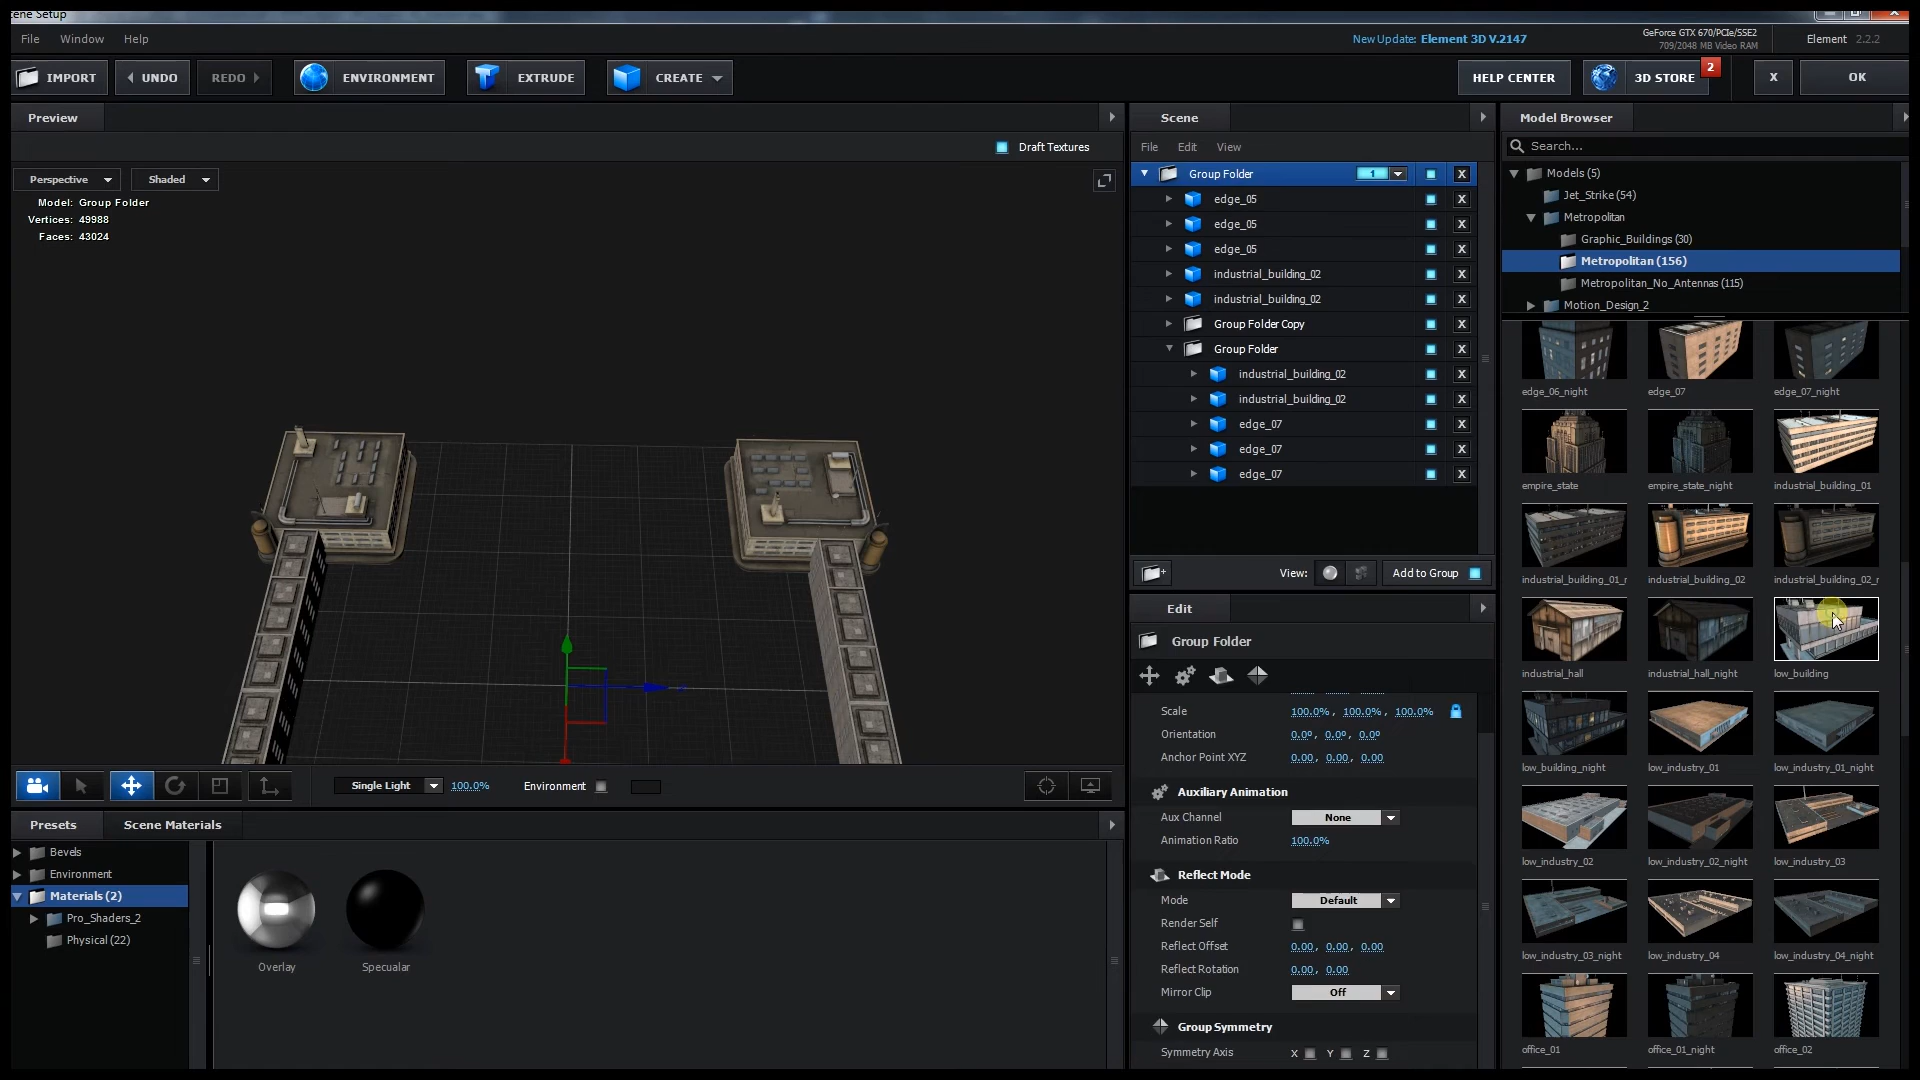 cene Setup
File Window Help
New Update: Element 3D V.2147
GeForce GTX 670/PCIe/SSE2
709/2048 MB Video RAM
Element 2.2.2
IMPORT UNDO REDO ENVIRONMENT EXTRUDE CREATE HELP CENTER 3D STORE 2 X OK
Preview
Draft Textures
Perspective Shaded
Model: Group Folder
Vertices: 49988
Faces: 43024
Single Light 100.0% Environment
Presets Scene Materials
Bevels
Environment
Materials (2)
Pro_Shaders_2
Physical (22)
Overlay Specualar
Scene
File Edit View
Group Folder 1 X
edge_05 X
edge_05 X
edge_05 X
industrial_building_02 X
industrial_building_02 X
Group Folder Copy X
Group Folder X
industrial_building_02 X
industrial_building_02 X
edge_07 X
edge_07 X
edge_07 X
View: Add to Group
Edit
Group Folder
Scale 100.0%, 100.0%, 100.0%
Orientation 0.0º, 0.0º, 0.0º
Anchor Point XYZ 0.00, 0.00, 0.00
Auxiliary Animation
Aux Channel None
Animation Ratio 100.0%
Reflect Mode
Mode Default
Render Self
Reflect Offset 0.00, 0.00, 0.00
Reflect Rotation 0.00, 0.00
Mirror Clip Off
Group Symmetry
Symmetry Axis X Y Z
Model Browser
Search...
Models (5)
Jet_Strike (54)
Metropolitan
Graphic_Buildings (30)
Metropolitan (156)
Metropolitan_No_Antennas (115)
Motion_Design_2
edge_06_night edge_07 edge_07_night
empire_state empire_state_night industrial_building_01
industrial_building_01_r industrial_building_02 industrial_building_02_r
industrial_hall industrial_hall_night low_building
low_building_night low_industry_01 low_industry_01_night
low_industry_02 low_industry_02_night low_industry_03
low_industry_03_night low_industry_04 low_industry_04_night
office_01 office_01_night office_02